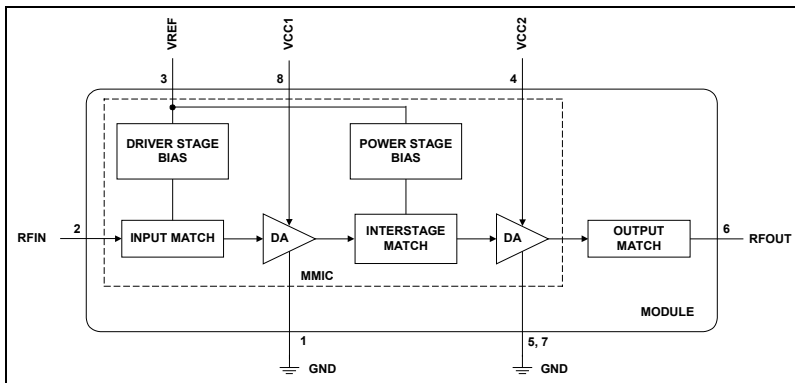 VREF
VCC1
VCC2
3
8
4
DRIVER STAGE
BIAS
POWER STAGE
BIAS
RFIN
2
INPUT MATCH
DA
INTERSTAGE
MATCH
DA
OUTPUT
MATCH
6
RFOUT
MMIC
MODULE
1
5, 7
GND
GND